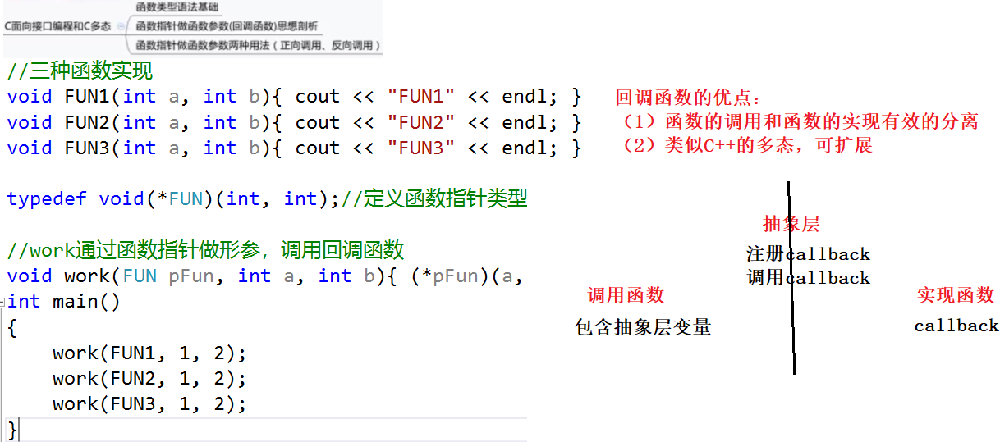 函数类型语法基础
C面向接口编程和C多态
函数指针做函数参数(回调函数)思想剖析
函数指针做函数参数两种用法（正向调用、反向调用）
//三种函数实现
void FUN1(int a, int b){ cout << "FUN1" << endl; }
void FUN2(int a, int b){ cout << "FUN2" << endl; }
void FUN3(int a, int b){ cout << "FUN3" << endl; }
typedef void(*FUN)(int, int);//定义函数指针类型
//work通过函数指针做形参，调用回调函数
void work(FUN pFun, int a, int b){ (*pFun)(a,
int main()
{
work(FUN1, 1, 2);
work(FUN2, 1, 2);
work(FUN3, 1, 2);
}
回调函数的优点：
（1）函数的调用和函数的实现有效的分离
（2）类似C++的多态，可扩展
抽象层
注册callback
调用callback
调用函数
包含抽象层变量
实现函数
callback